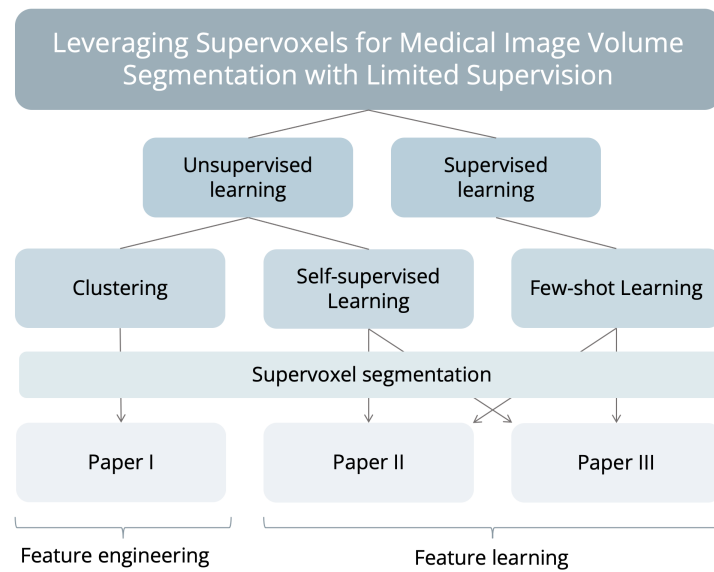 Leveraging Supervoxels for Medical Image Volume
Segmentation with Limited Supervision
Unsupervised
learning
Supervised
learning
Clustering
Self-supervised
Learning
Few-shot Learning
Supervoxel segmentation
Paper I
Paper II
Paper III
Feature engineering
Feature learning